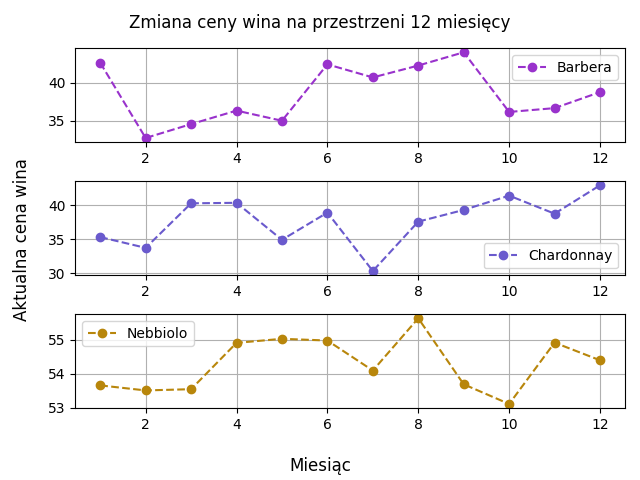 Zmiana ceny wina na przestrzeni 12 miesięcy
Aktualna cena wina
40
35
Barbera
2 4 6 8 10 12
40
35
30
Chardonnay
2 4 6 8 10 12
55
54
53
Nebbiolo
2 4 6 8 10 12
Miesiąc